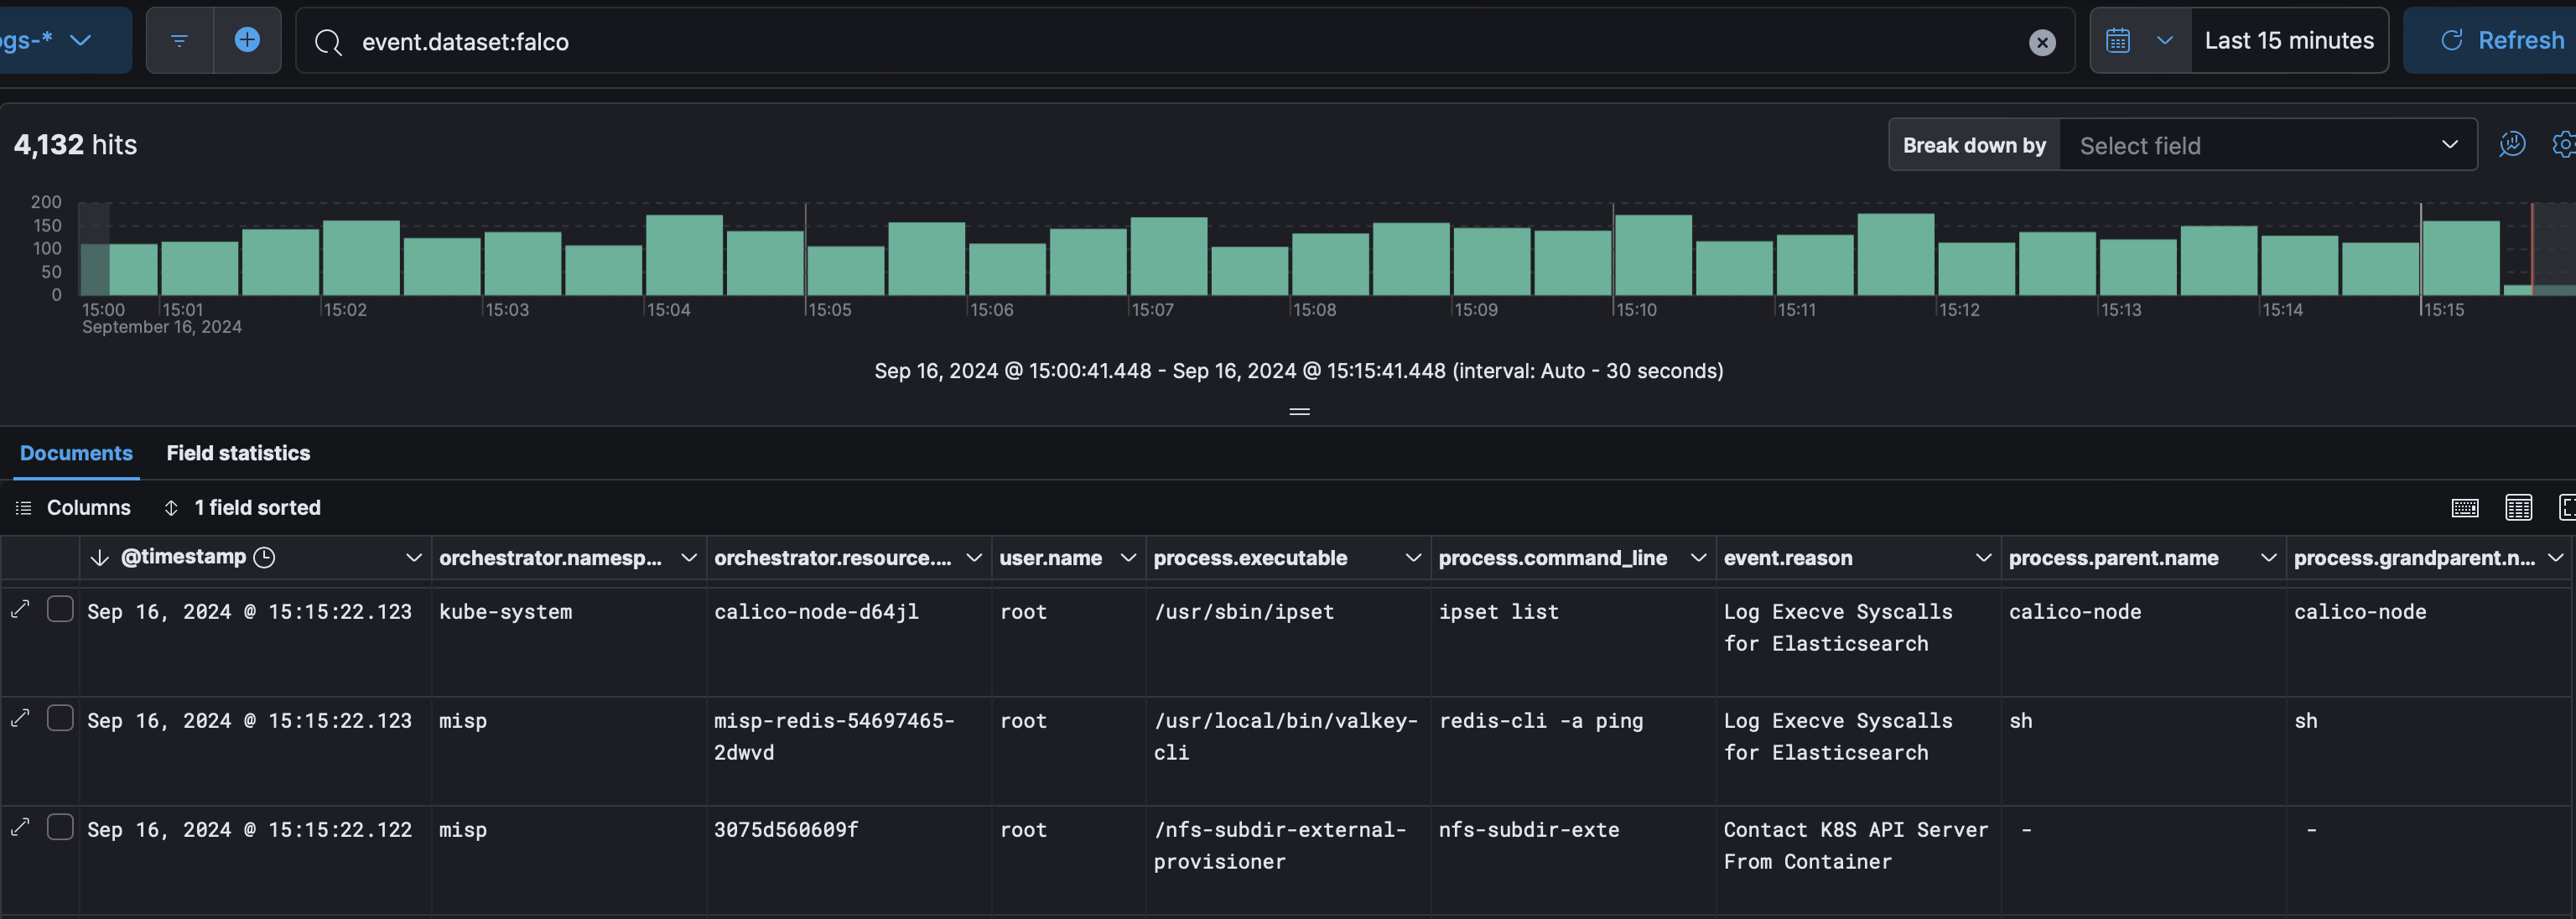 gs-*
event.dataset:falco
Last 15 minutes
Refresh
4,132 hits
Break down by
Select field
200
150
100
50
0
15:00 15:01 15:02 15:03 15:04 15:05 15:06 15:07 15:08 15:09 15:10 15:11 15:12 15:13 15:14 15:15
September 16, 2024
Sep 16, 2024 @ 15:00:41.448 - Sep 16, 2024 @ 15:15:41.448 (interval: Auto - 30 seconds)
Documents Field statistics
Columns 1 field sorted
@timestamp orchestrator.namesp... orchestrator.resource.... user.name process.executable process.command_line event.reason process.parent.name process.grandparent.n...
Sep 16, 2024 @ 15:15:22.123 kube-system calico-node-d64jl root /usr/sbin/ipset ipset list Log Execve Syscalls calico-node calico-node
for Elasticsearch
Sep 16, 2024 @ 15:15:22.123 misp misp-redis-54697465- root /usr/local/bin/valkey- redis-cli -a ping Log Execve Syscalls sh sh
2dwvd cli for Elasticsearch
Sep 16, 2024 @ 15:15:22.122 misp 3075d560609f root /nfs-subdir-external- nfs-subdir-exte Contact K8S API Server - -
provisioner From Container